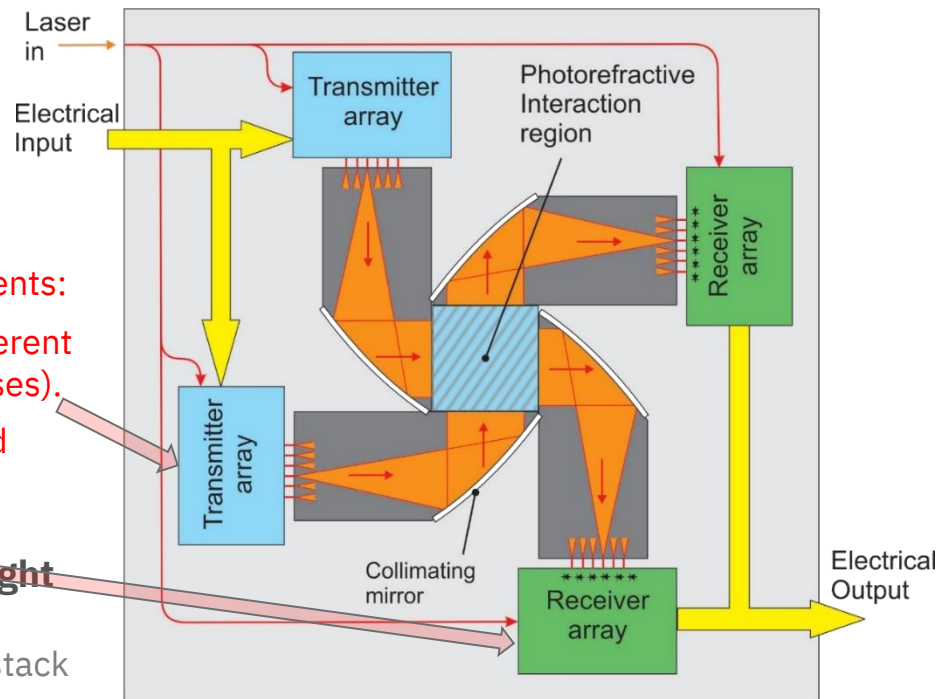 Laser
in
Electrical
Input
Transmitter
array
Photorefractive
Interaction
region
Receiver
array
Transmitter
array
Collimating
mirror
Receiver
array
Electrical
Output
ents:
erent
ses).
d
ght
stack